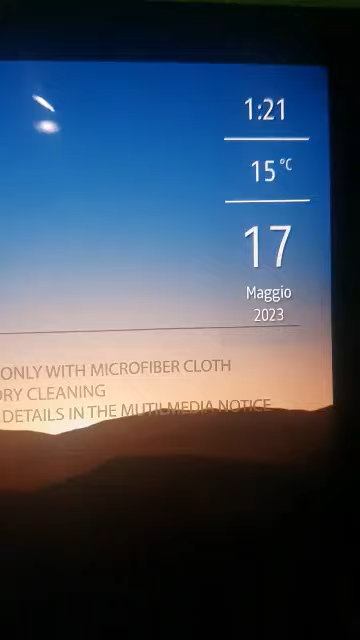 1:21
15°C
17
Maggio
2023
ONLY WITH MICROFIBER CLOTH
DRY CLEANING
DETAILS IN THE MUTILMEDIA NOTICE